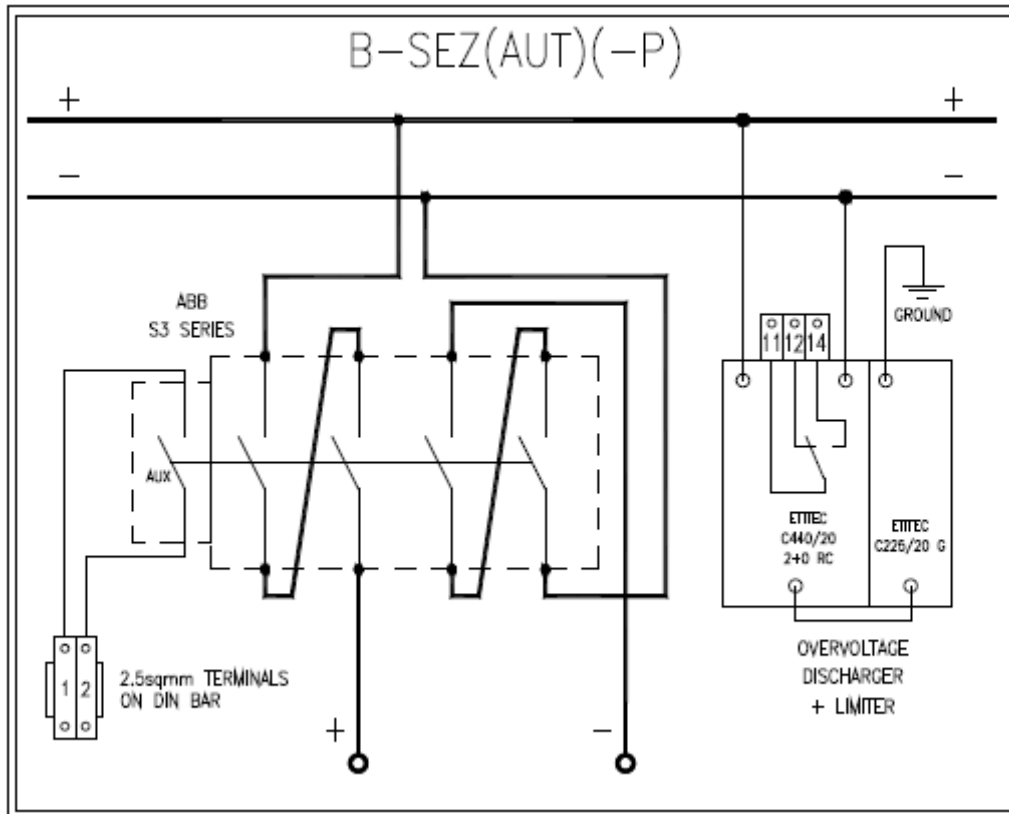 B-SEZ(AUT)(-P)
+ +
- -
ABB
S3 SERIES
GROUND
11 12 14
AUX
ETITEC
C440/20
2+0 RC
ETITEC
C225/20 G
1 2
2.5sqmm TERMINALS
ON DIN BAR
OVERVOLTAGE
DISCHARGER
+ LIMITER
+ -